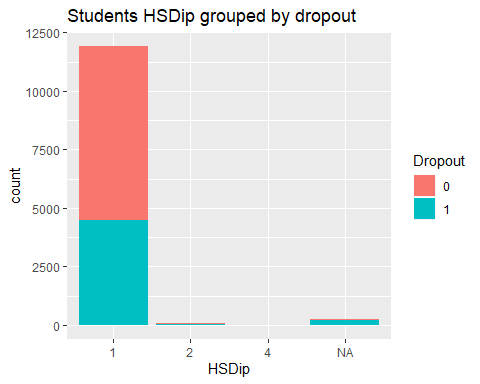 Students HSDip grouped by dropout
count
12500
10000
7500
5000
2500
0
1 2 4 NA
HSDip
Dropout
0
1